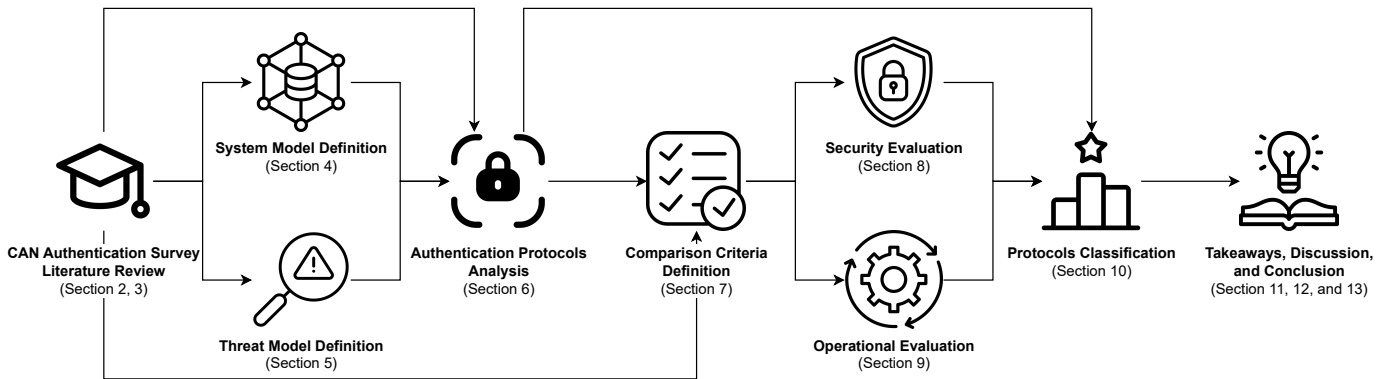 System Model Definition
(Section 4)
Security Evaluation
(Section 8)
CAN Authentication Survey
Literature Review
(Section 2, 3)
Authentication Protocols
Analysis
(Section 6)
Comparison Criteria
Definition
(Section 7)
Protocols Classification
(Section 10)
Takeaways, Discussion,
and Conclusion
(Section 11, 12, and 13)
Threat Model Definition
(Section 5)
Operational Evaluation
(Section 9)